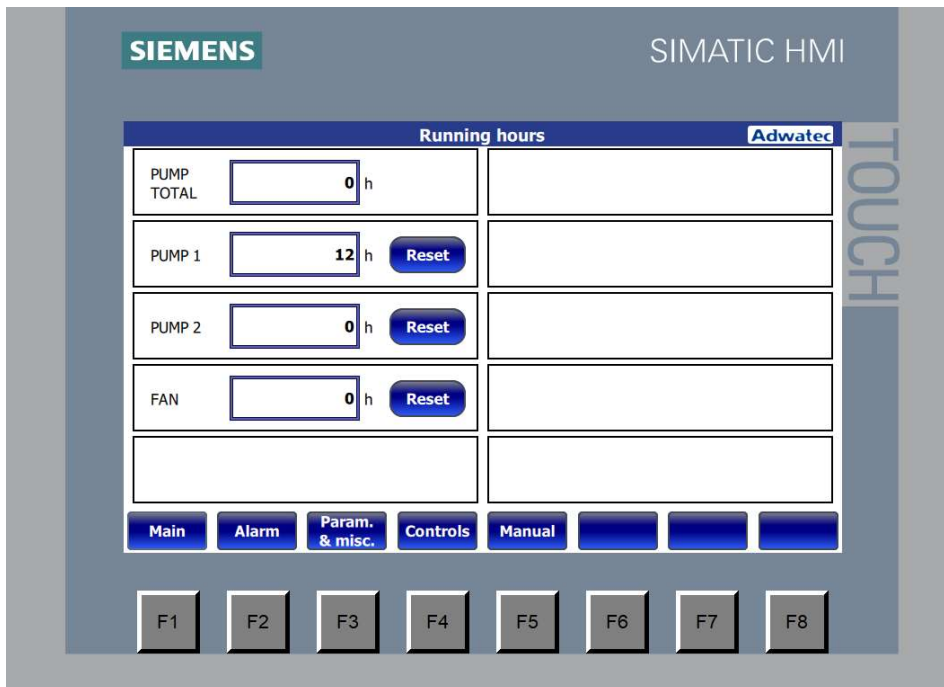 SIEMENS
SIMATIC HMI
TOUCH
Running hours
Adwatec
PUMP
TOTAL
0 h
PUMP 1
12 h
Reset
PUMP 2
0 h
Reset
FAN
0 h
Reset
Main
Alarm
Param.
& misc.
Controls
Manual
F1
F2
F3
F4
F5
F6
F7
F8